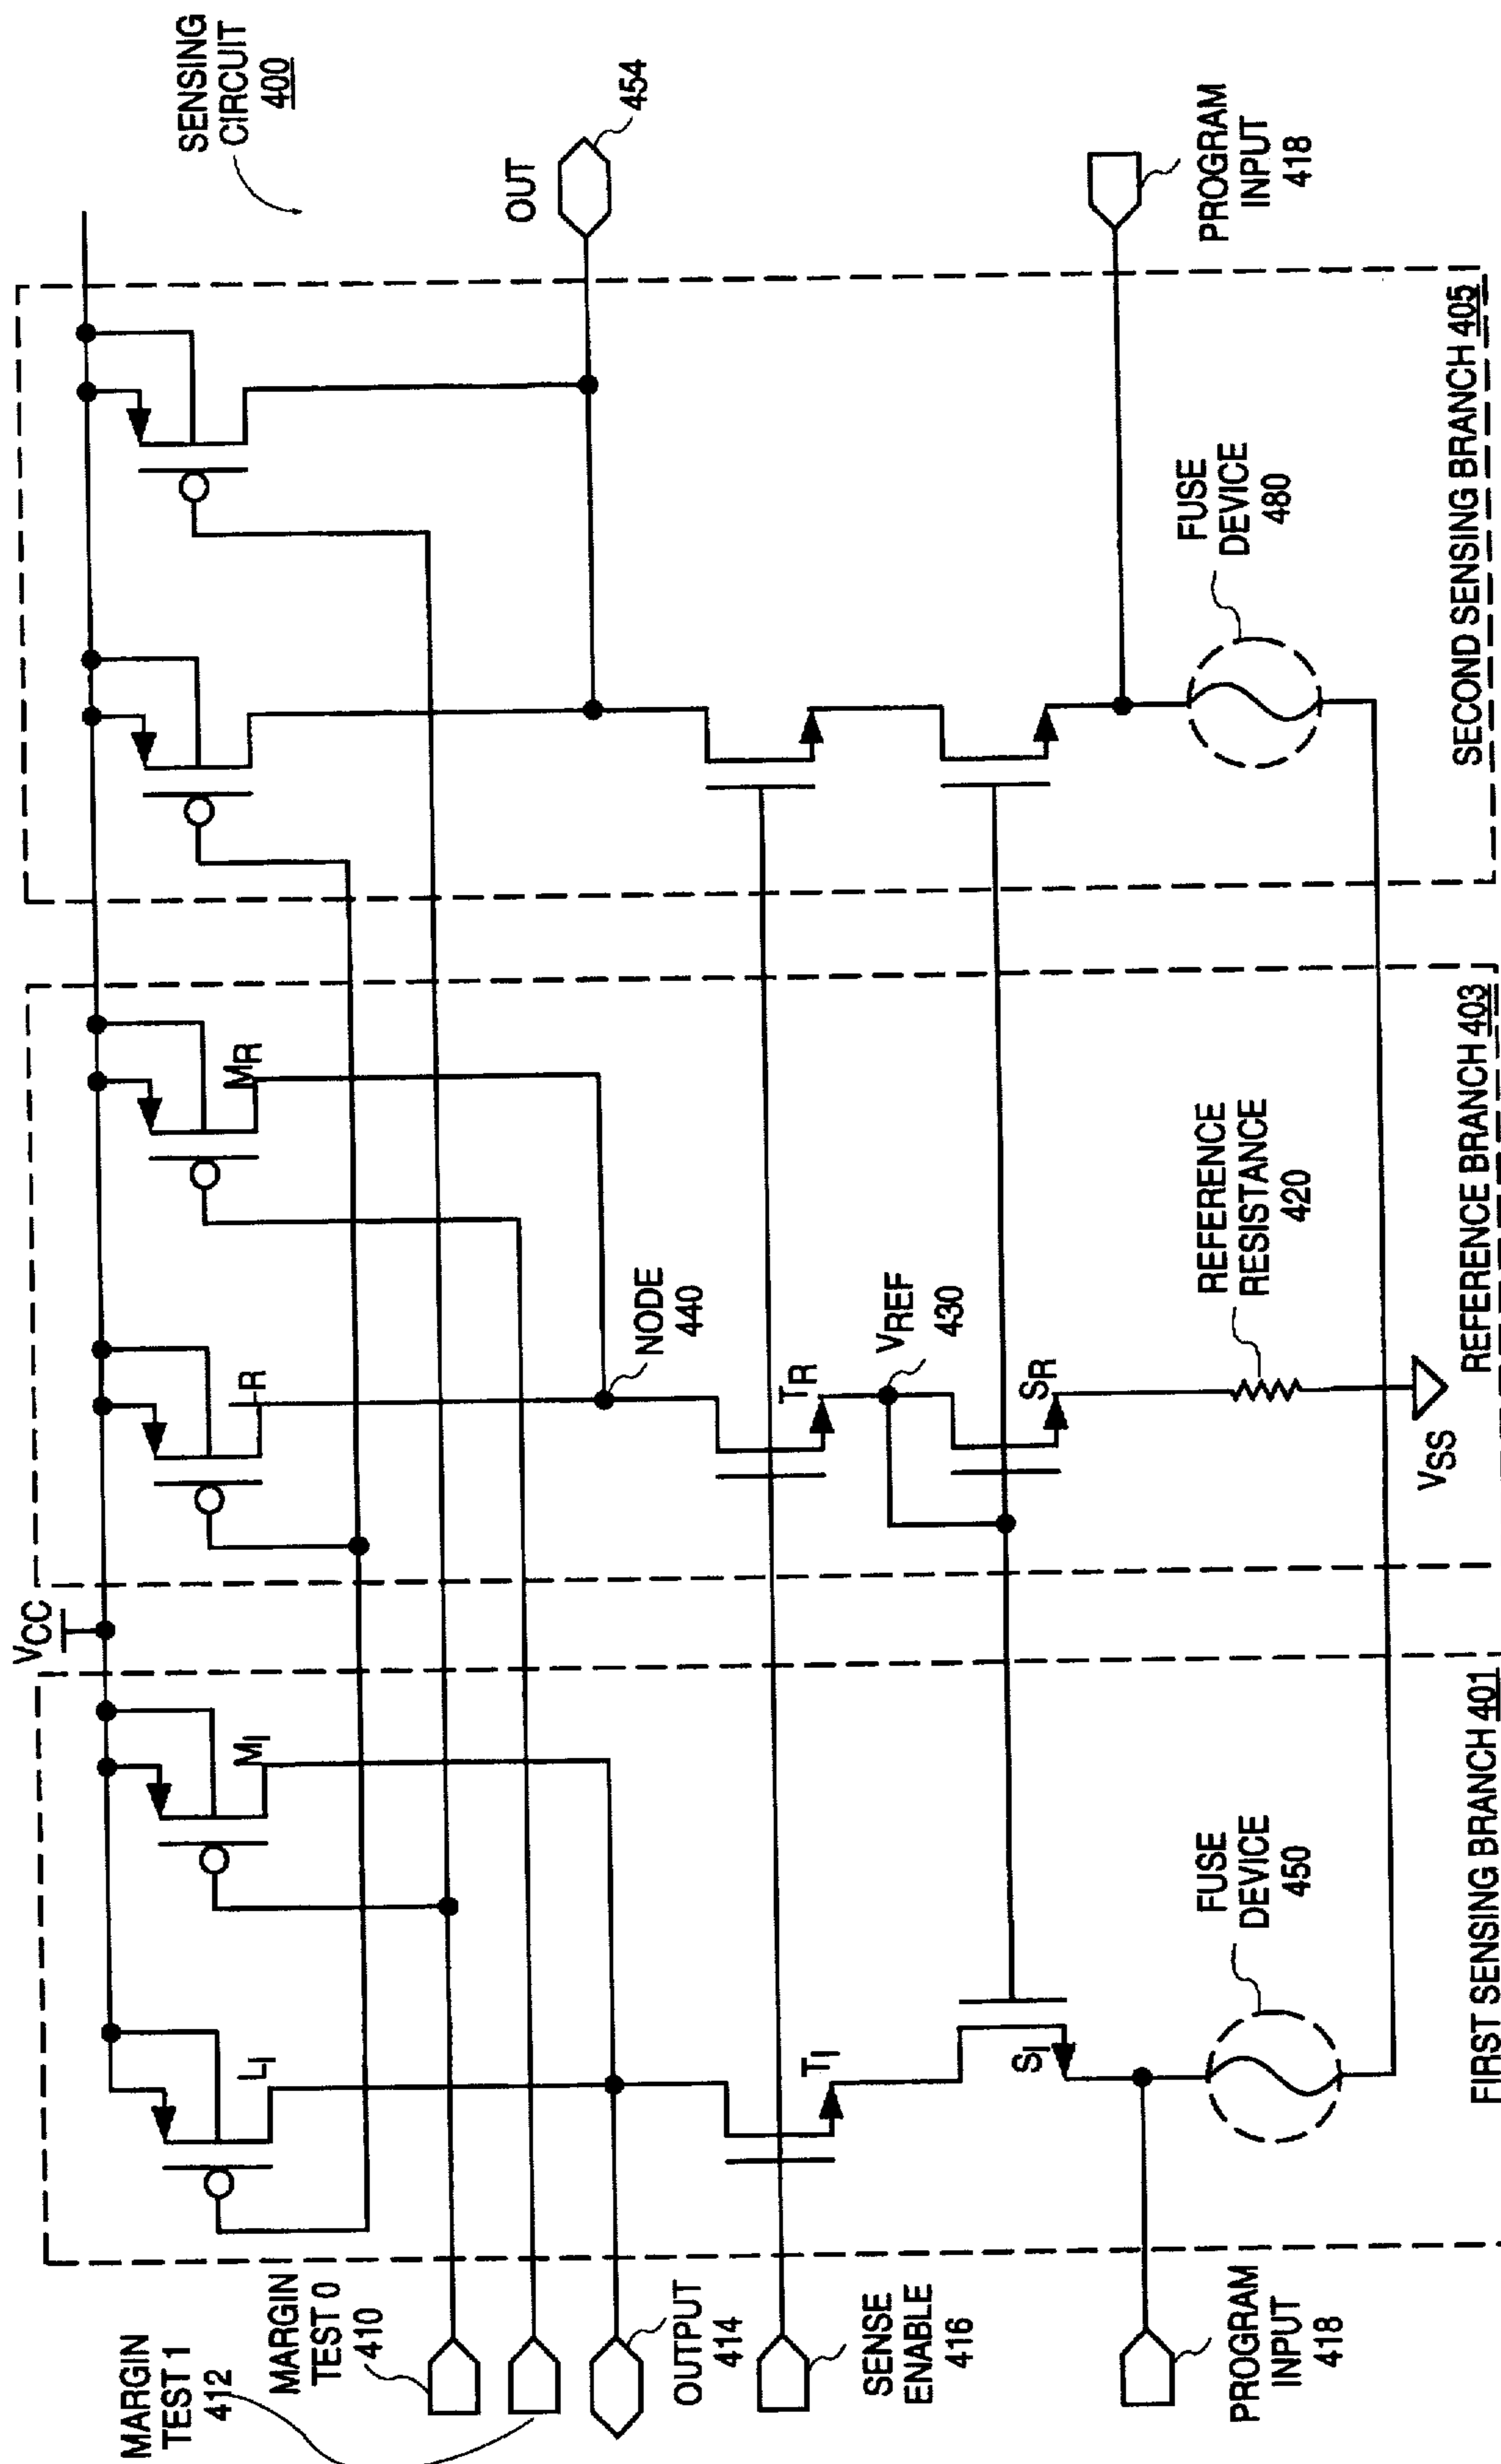 SENSING
CIRCUIT
400
VCC
LI
MI
LR
MR
MARGIN
TEST 1
412
MARGIN
TEST 0
410
OUTPUT
414
SENSE
ENABLE
416
PROGRAM
INPUT
418
NODE
440
OUT
454
TI
TR
VREF
430
SI
SR
FUSE
DEVICE
450
REFERENCE
RESISTANCE
420
FUSE
DEVICE
480
PROGRAM
INPUT
418
VSS
FIRST SENSING BRANCH 401
REFERENCE BRANCH 403
SECOND SENSING BRANCH 405